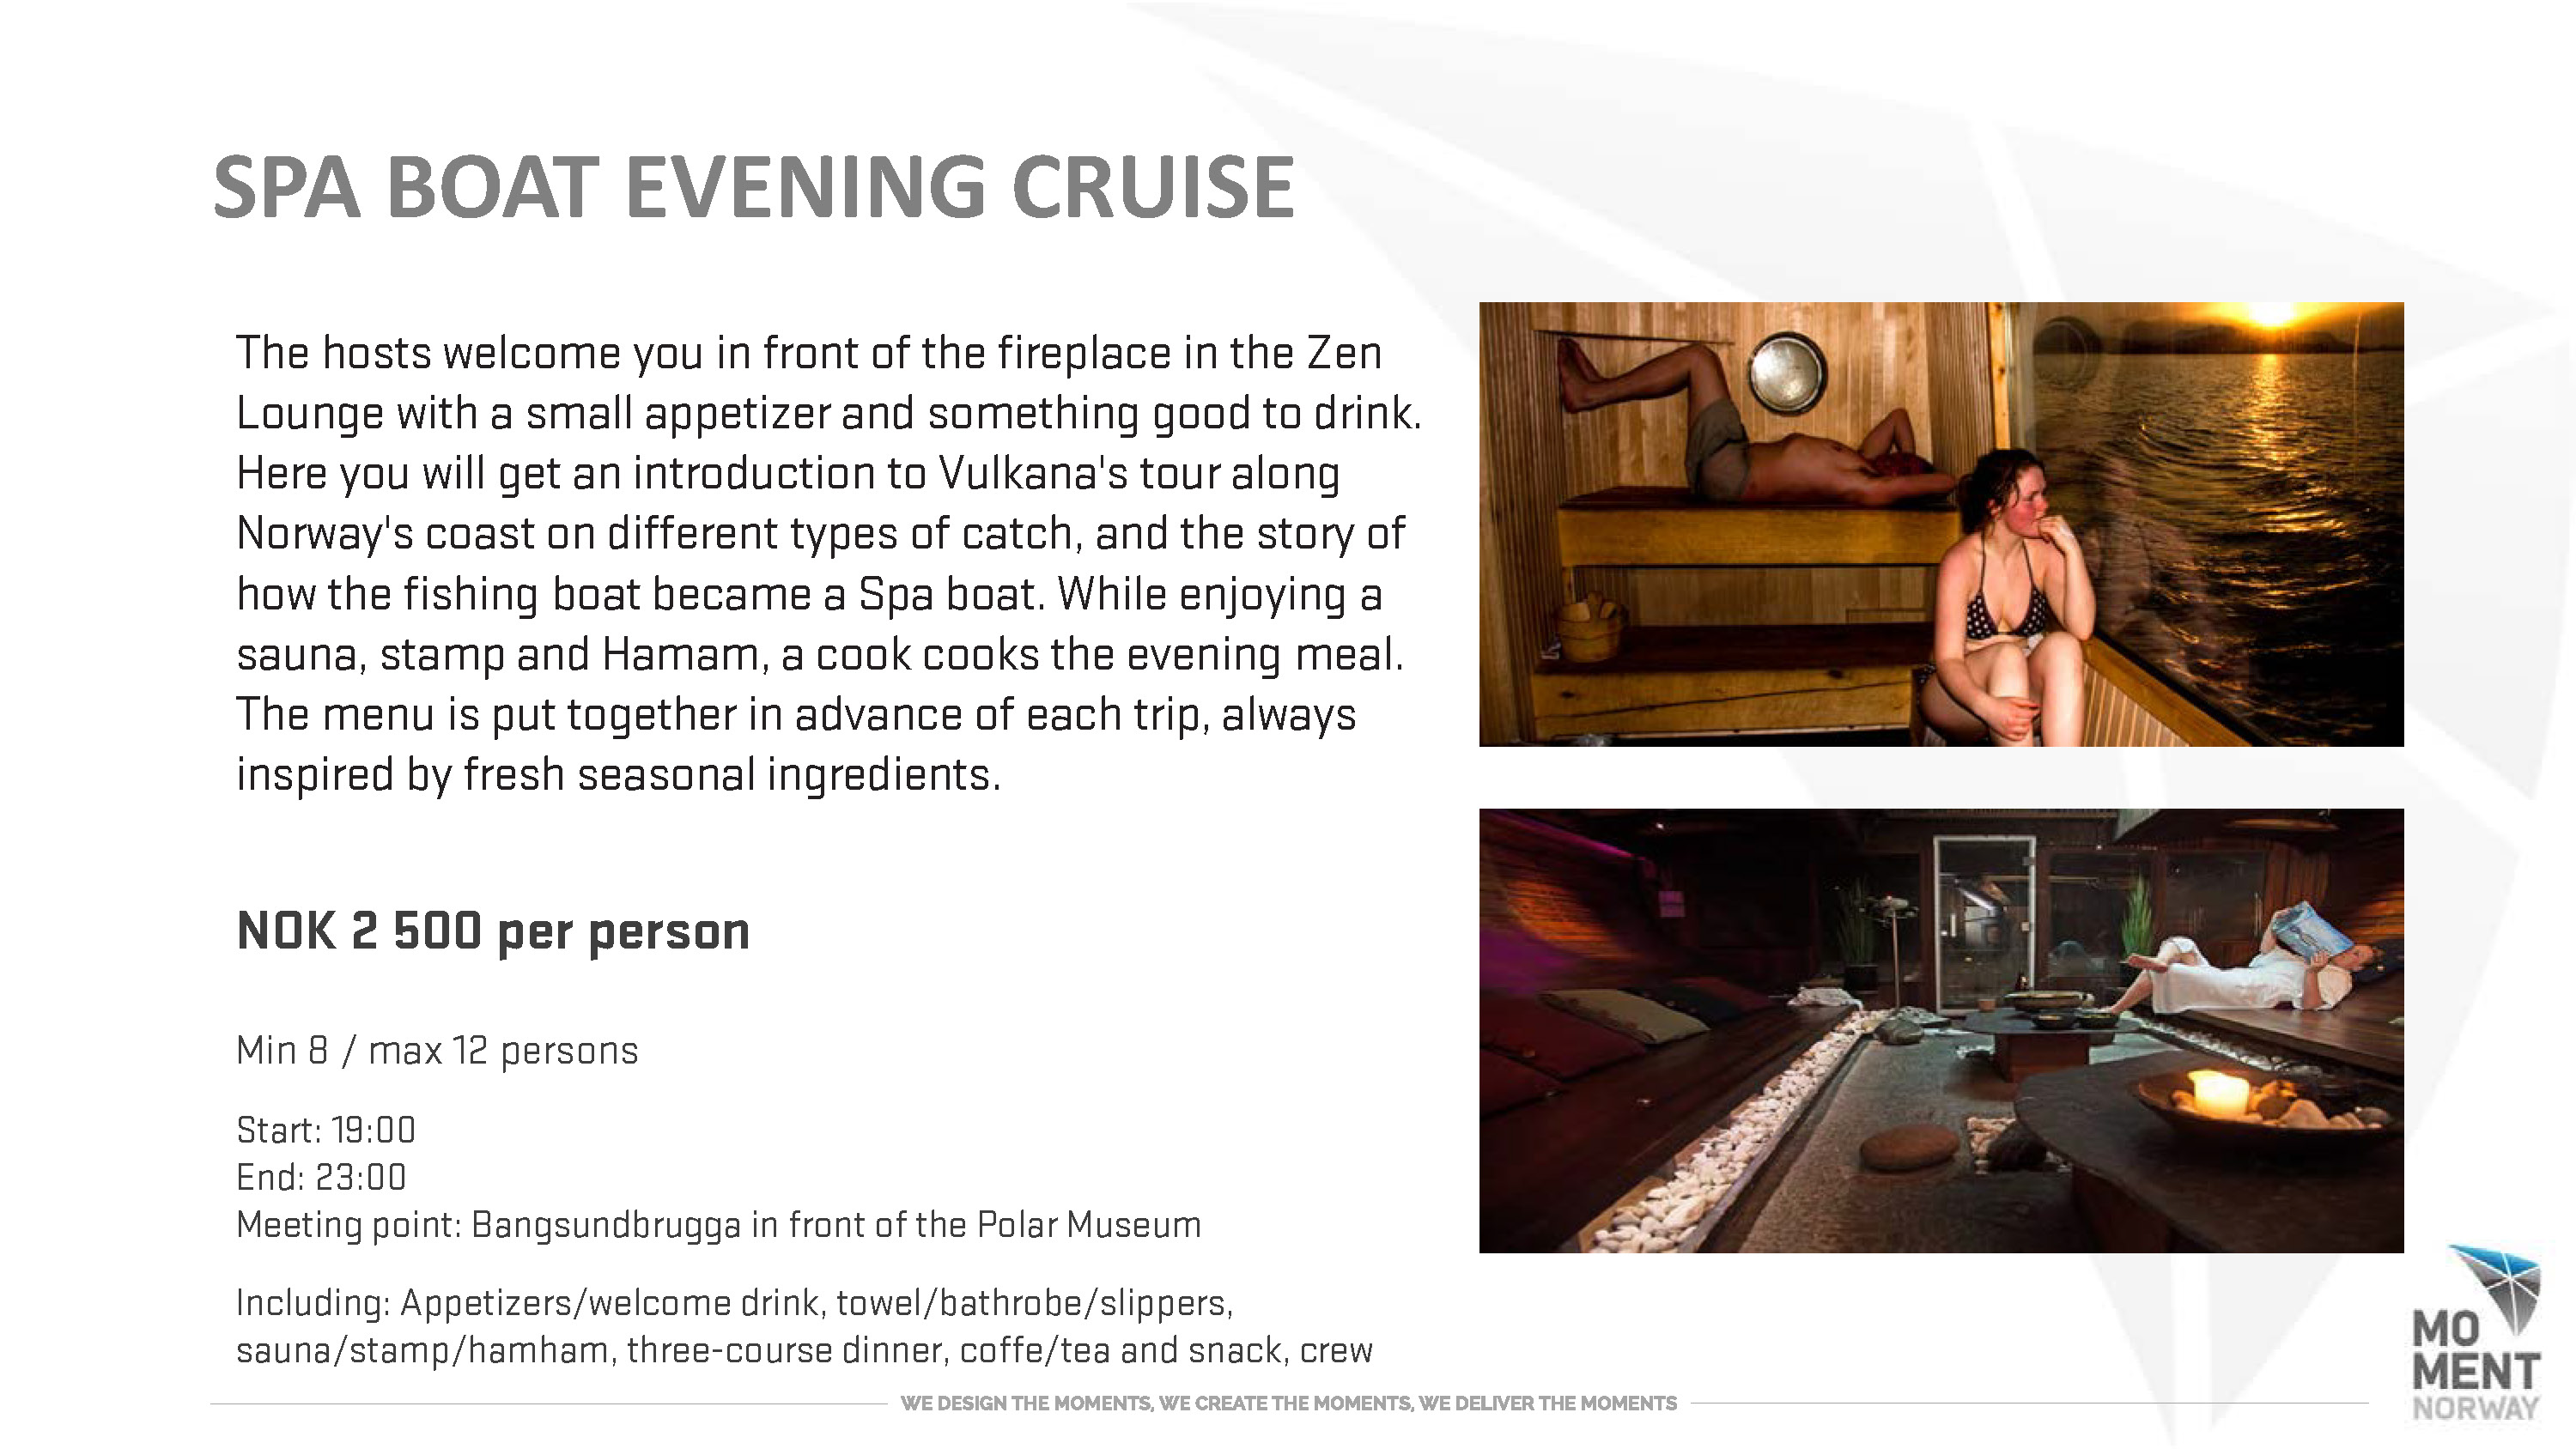 SPA BOAT EVENING CRUISE
The hosts welcome you in front of the fireplace in the Zen
Lounge with a small appetizer and something good to drink.
Here you will get an introduction to Vulkana's tour along
Norway's coast on different types of catch, and the story of
how the fishing boat became a Spa boat. While enjoying a
sauna, stamp and Hamam, a cook cooks the evening meal.
The menu is put together in advance of each trip, always
inspired by fresh seasonal ingredients.
NOK 2 500 per person
Min 8 / max 12 persons
Start: 19:00
End: 23:00
Meeting point: Bangsundbrugga in front of the Polar Museum
Including: Appetizers/welcome drink, towel/bathrobe/slippers,
sauna/stamp/hamham, three-course dinner, coffe/tea and snack, crew
WE DESIGN THE MOMENTS, WE CREATE THE MOMENTS, WE DELIVER THE MOMENTS
MO
MENT
NORWAY